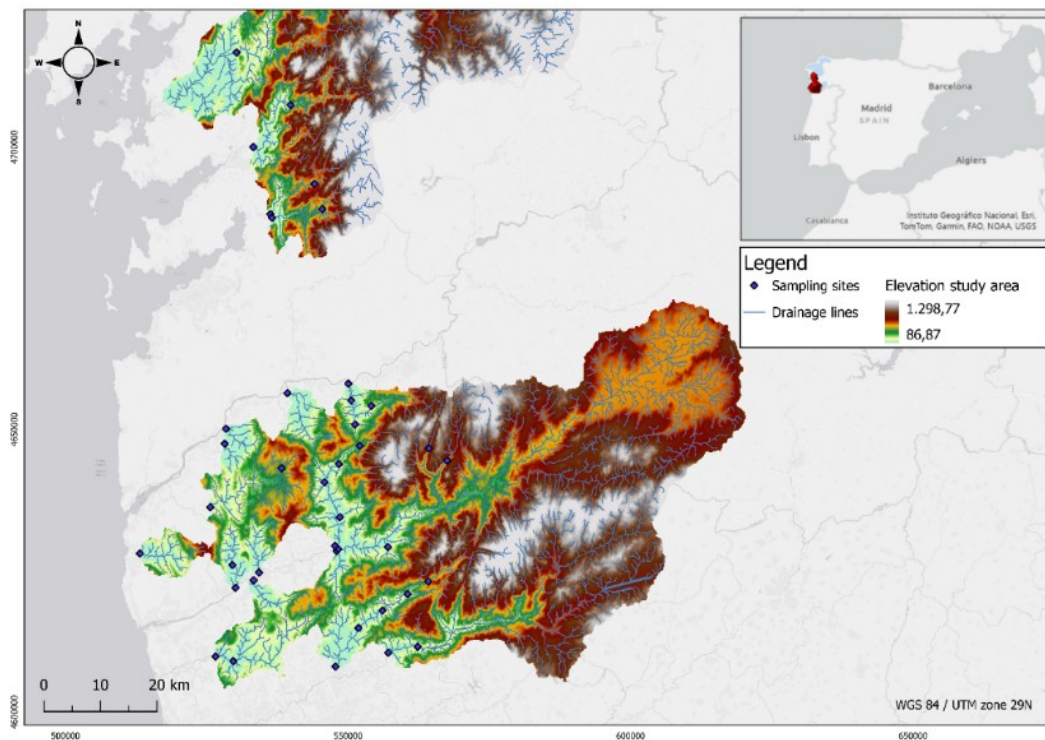 N
W E
S
Barcelona
Madrid
SPAIN
Lisbon
Algiers
Casablanca
Instituto Geográfico Nacional, Esri,
TomTom, Garmin, FAO, NOAA, USGS
Legend
Sampling sites
Drainage lines
Elevation study area
1.298,77
86,87
4700000
4650000
4600000
0 10 20 km
WGS 84 / UTM zone 29N
500000 550000 600000 650000